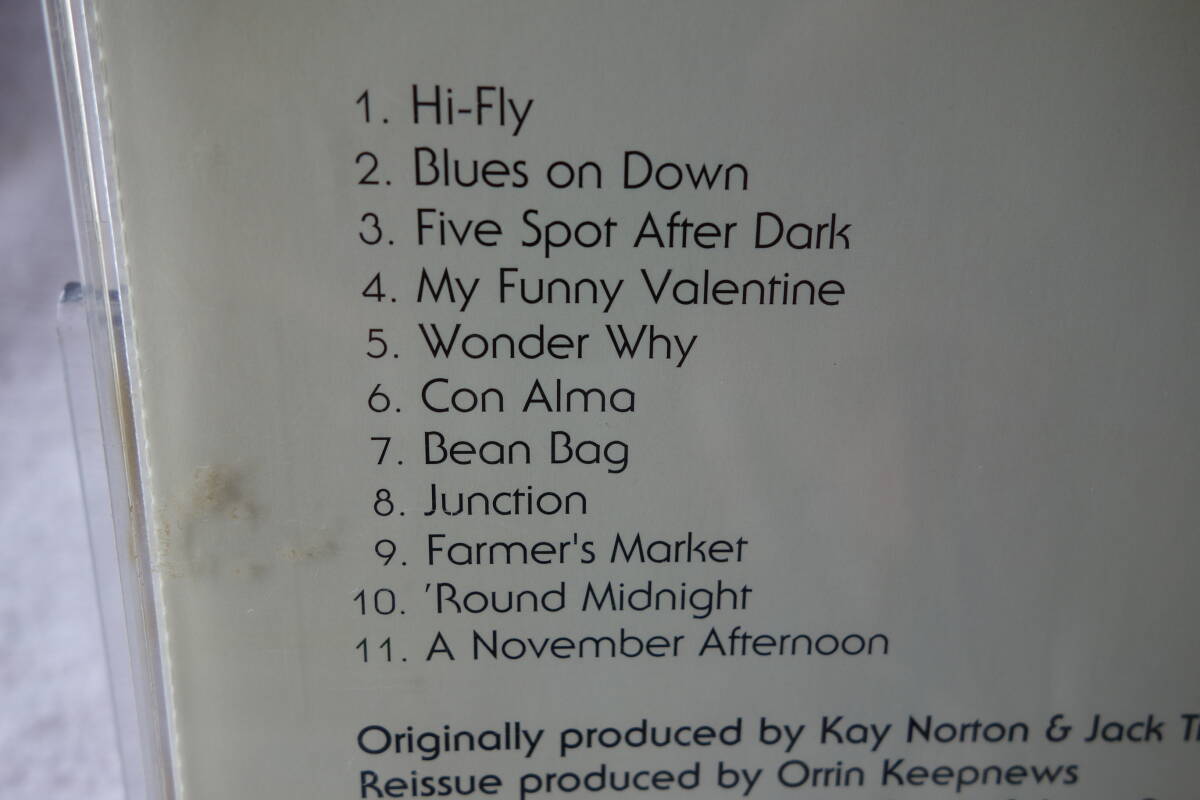 1. Hi-Fly
2. Blues on Down
3. Five Spot After Dark
4. My Funny Valentine
5. Wonder Why
6. Con Alma
7. Bean Bag
8. Junction
9. Farmer's Market
10. 'Round Midnight
11. A November Afternoon
Originally produced by Kay Norton & Jack
Reissue produced by Orrin Keepnews